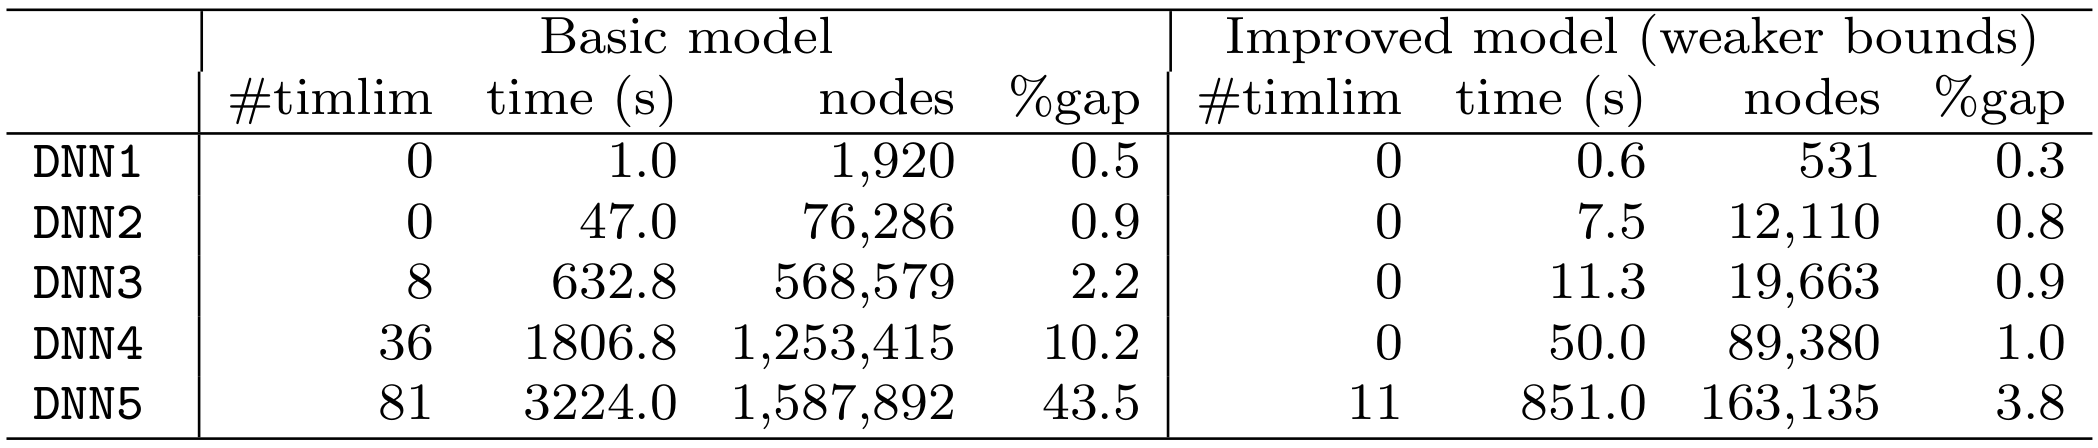 Basic model Improved model (weaker bounds)
#timlim time (s) nodes %gap #timlim time (s) nodes %gap
DNN1 0 1.0 1,920 0.5 0 0.6 531 0.3
DNN2 0 47.0 76,286 0.9 0 7.5 12,110 0.8
DNN3 8 632.8 568,579 2.2 0 11.3 19,663 0.9
DNN4 36 1806.8 1,253,415 10.2 0 50.0 89,380 1.0
DNN5 81 3224.0 1,587,892 43.5 11 851.0 163,135 3.8